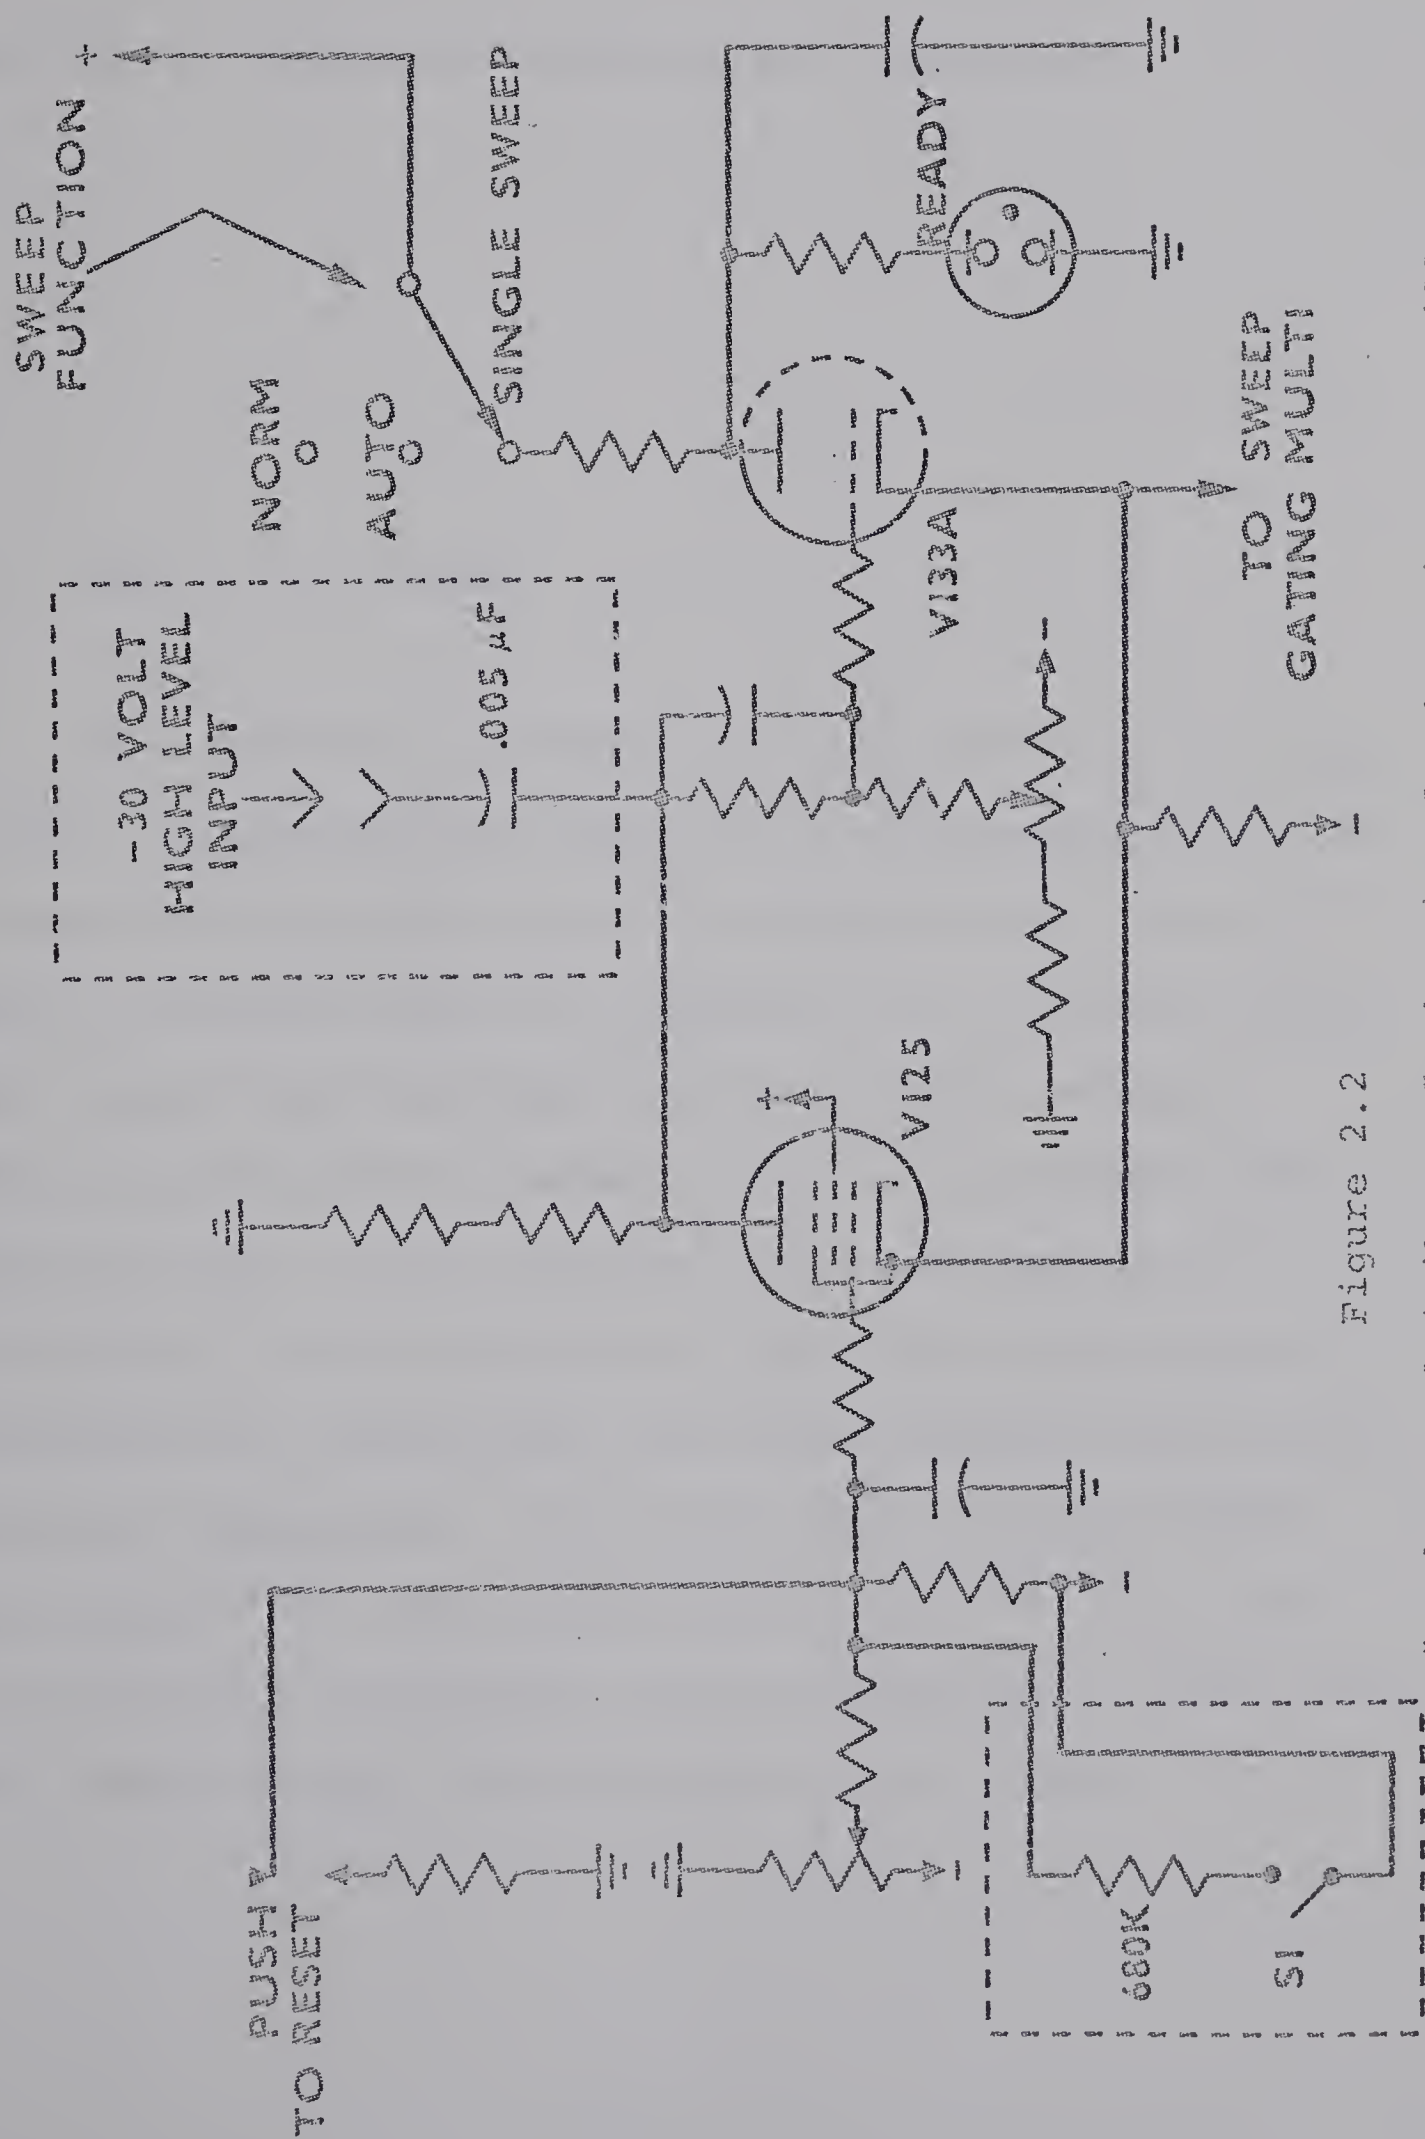 SWEEP
FUNCTION
+
NORM
AUTO
SINGLE SWEEP
-30 VOLT
HIGH LEVEL
INPUT
.005 µF
READY
V133A
TO SWEEP
GATING MULTI
-
-
+
V125
PUSH
TO RESET
-
-
680K
S1
Figure 2.2